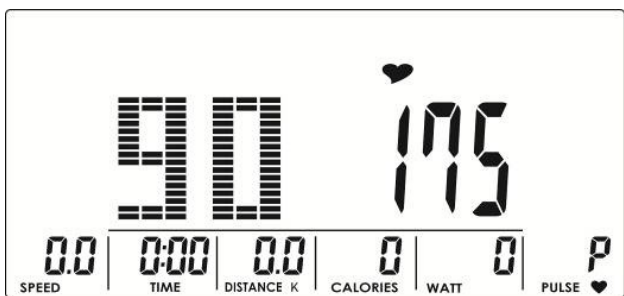 90 175
0.0 0:00 0.0 0 0 P
SPEED TIME DISTANCE K CALORIES WATT PULSE